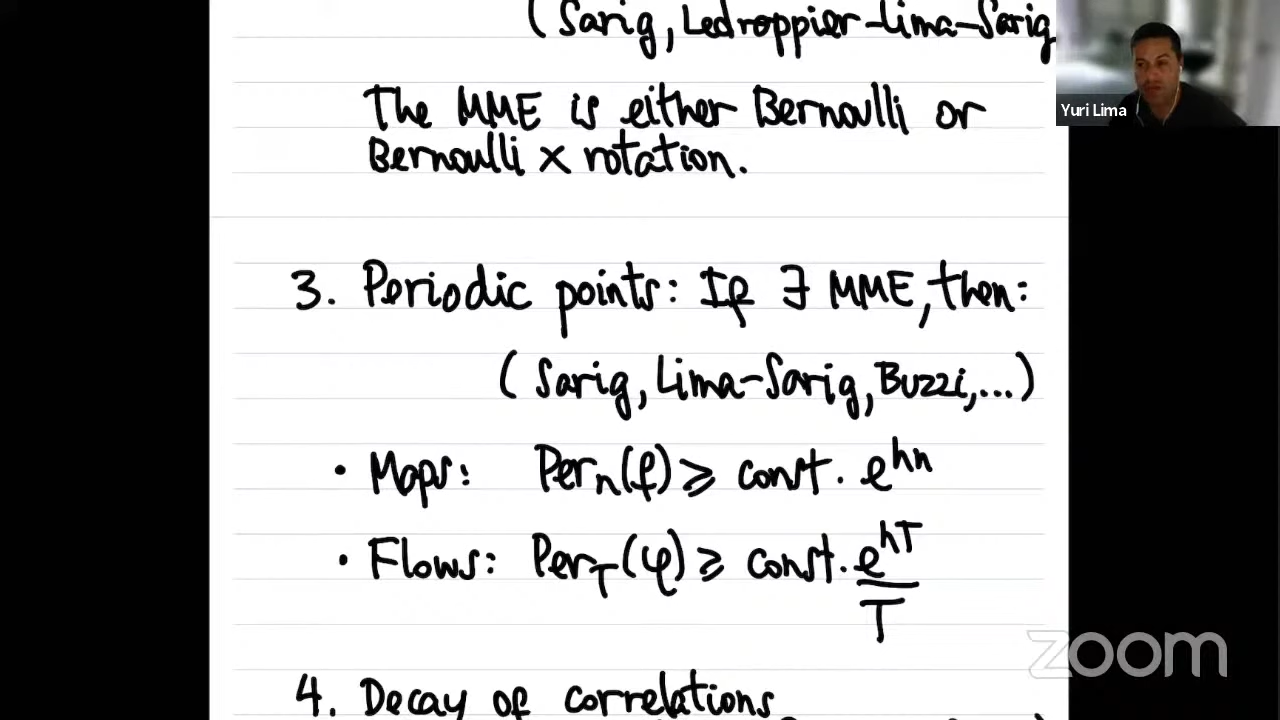 (Sarig, Ledrappier-Lima-Sarig
Yuri Lima
The MME is either Bernoulli or
Bernoulli × rotation.
3. Periodic points: If ∃ MME, then:
(Sarig, Lima-Sarig, Buzzi, ...)
• Maps: Perₙ(f) ⩾ const. e^{hn}
• Flows: Per_T(φ) ⩾ const. e^{hT}/T
zoom
4. Decay of correlations